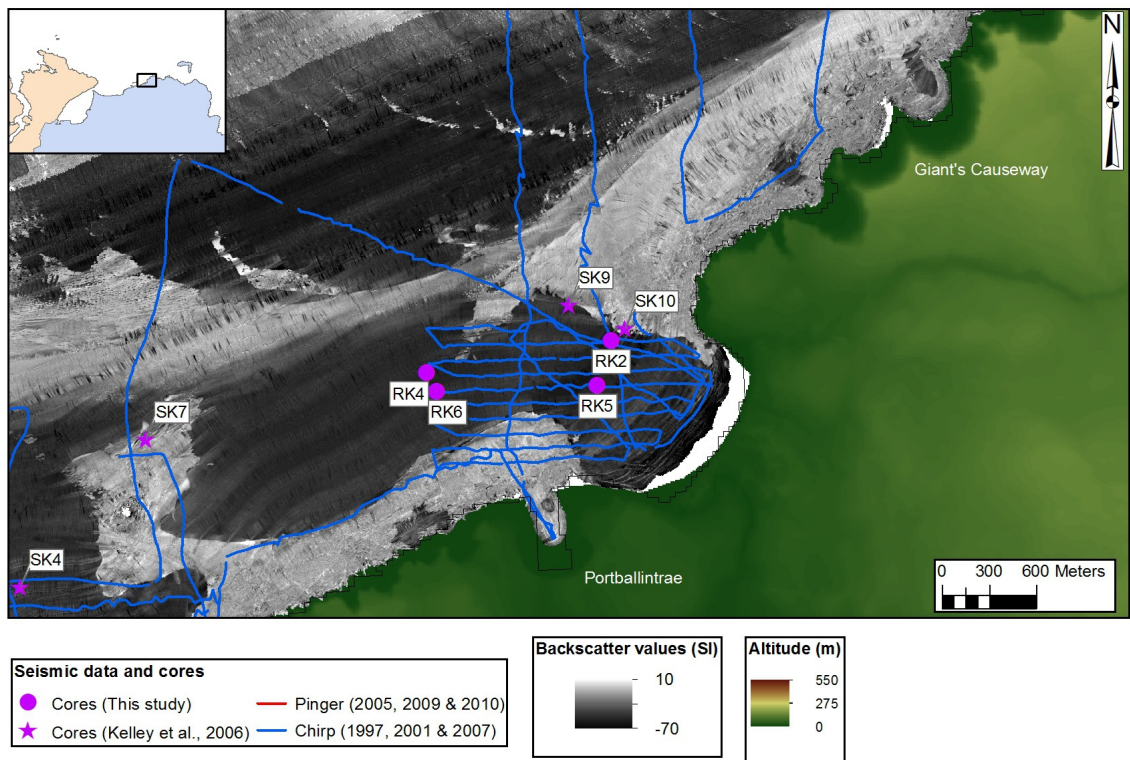 N
Giant's Causeway
SK9
SK10
RK2
RK4
RK5
RK6
SK7
SK4
Portballintrae
0 300 600 Meters
Seismic data and cores
Cores (This study)
Pinger (2005, 2009 & 2010)
Cores (Kelley et al., 2006)
Chirp (1997, 2001 & 2007)
Backscatter values (SI)
10
-70
Altitude (m)
550
275
0